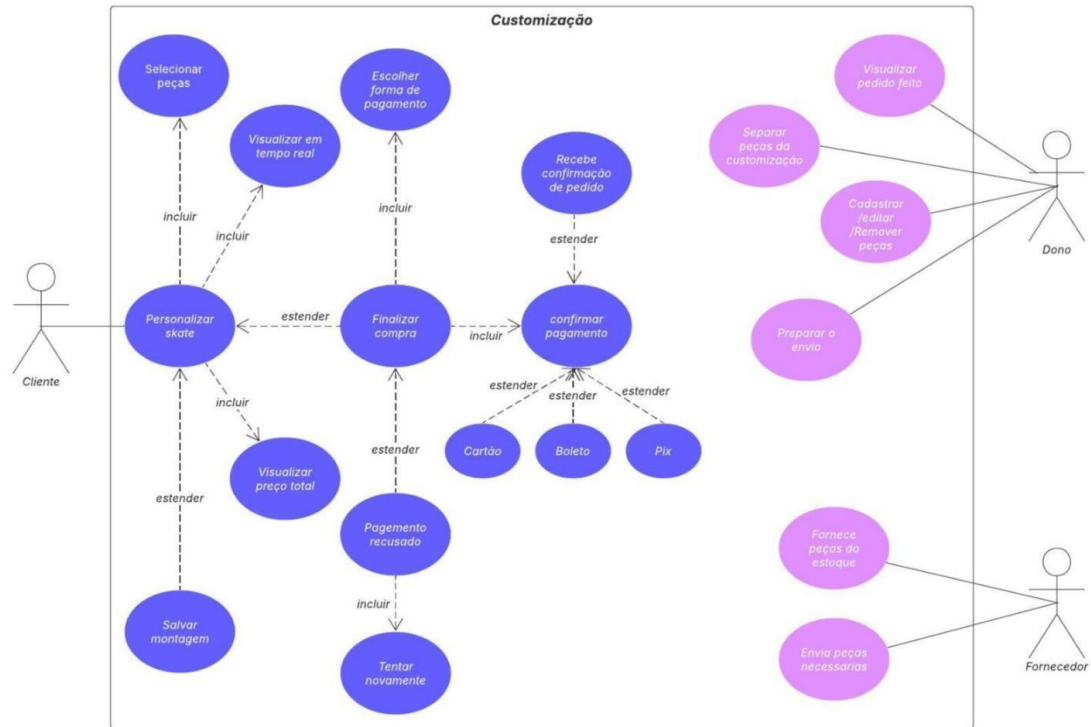 Customização
Selecionar
peças
Escolher
forma de
pagamento
Visualizar
pedido feito
Visualizar em
tempo real
Separar
peças da
customização
Recebe
confirmação
de pedido
incluir
incluir
incluir
Cadastrar
/editar
/Remover
peças
Dono
estender
Personalizar
skate
estender
Finalizar
compra
incluir
confirmar
pagamento
Preparar o
envio
Cliente
incluir
estender
estender
estender
Cartão
Boleto
Pix
estender
estender
Visualizar
preço total
Pagemento
recusado
Fornece
peças do
estoque
incluir
Salvar
montagem
Tentar
novamente
Envia peças
necessarias
Fornecedor